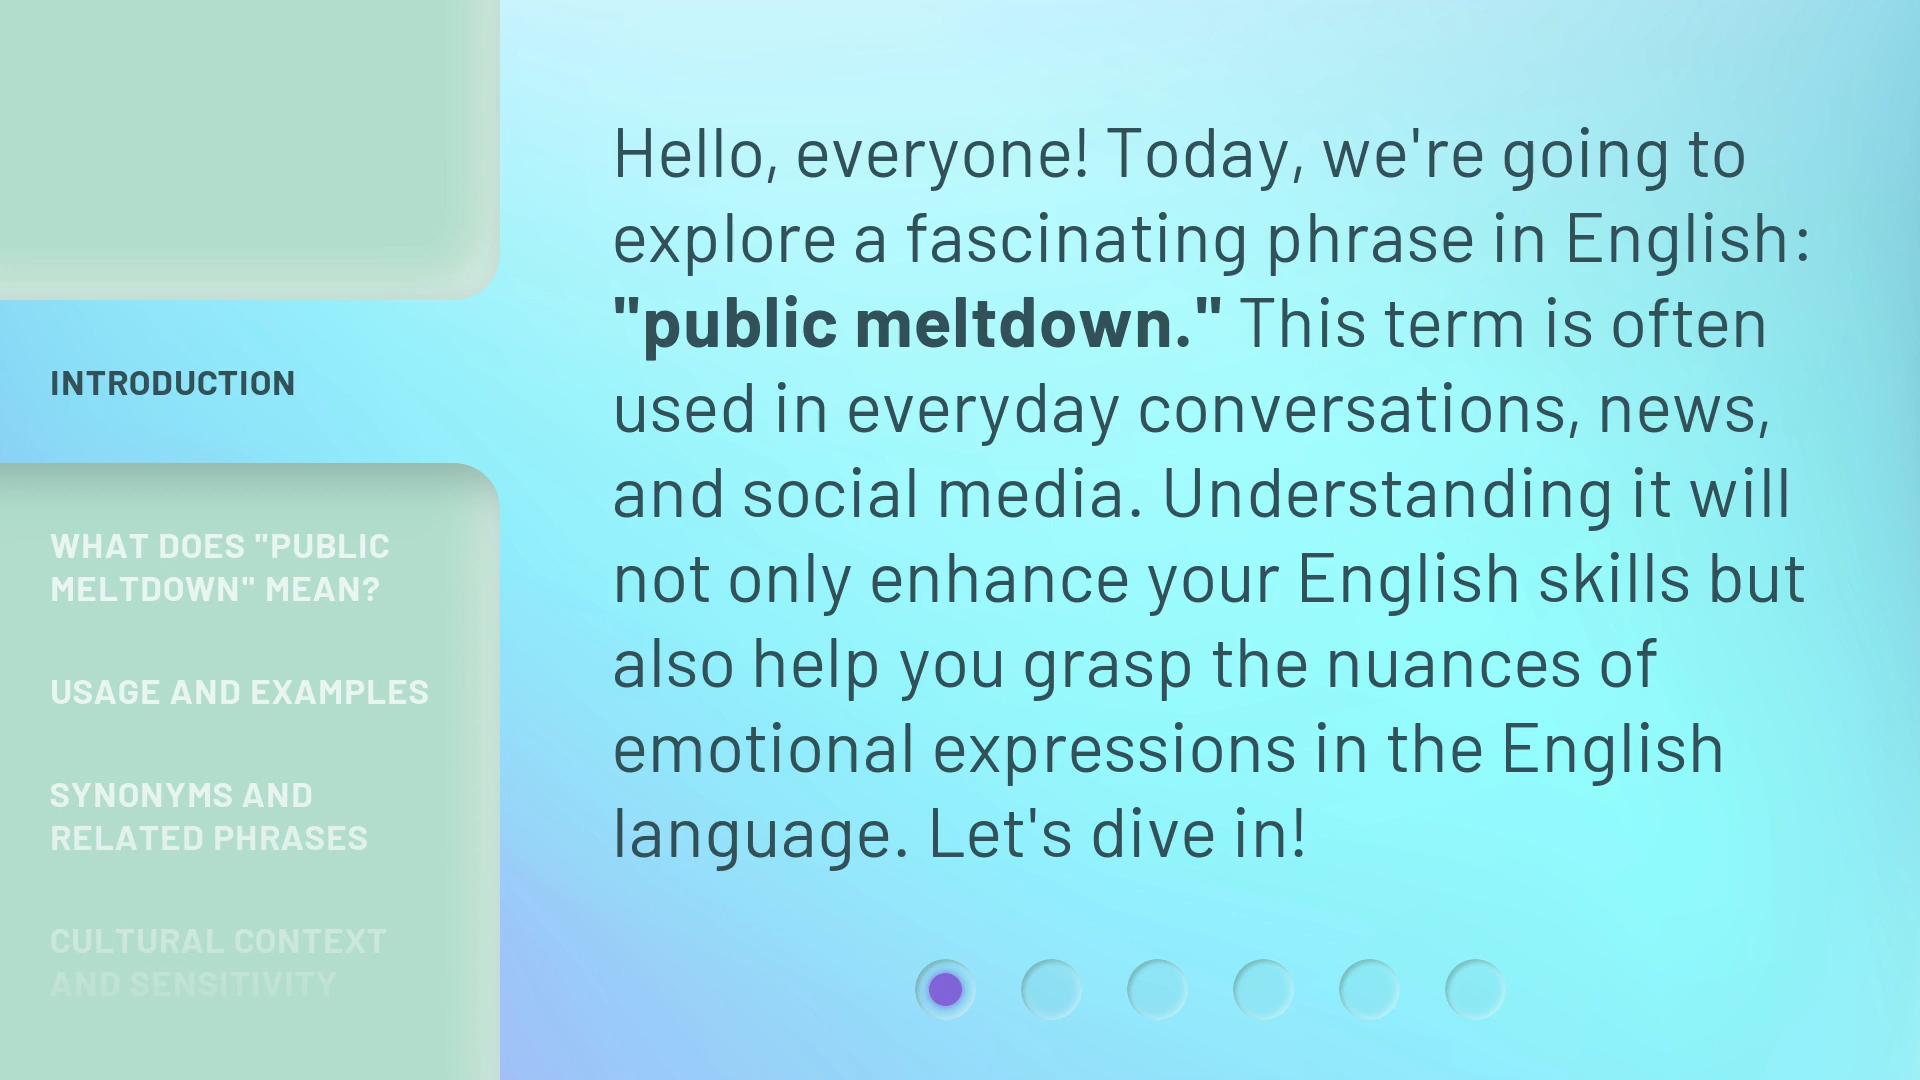 INTRODUCTION
WHAT DOES "PUBLIC
MELTDOWN" MEAN?
USAGE AND EXAMPLES
SYNONYMS AND
RELATED PHRASES
CULTURAL CONTEXT
AND SENSITIVITY
Hello, everyone! Today, we're going to
explore a fascinating phrase in English:
"public meltdown." This term is often
used in everyday conversations, news,
and social media. Understanding it will
not only enhance your English skills but
also help you grasp the nuances of
emotional expressions in the English
language. Let's dive in!